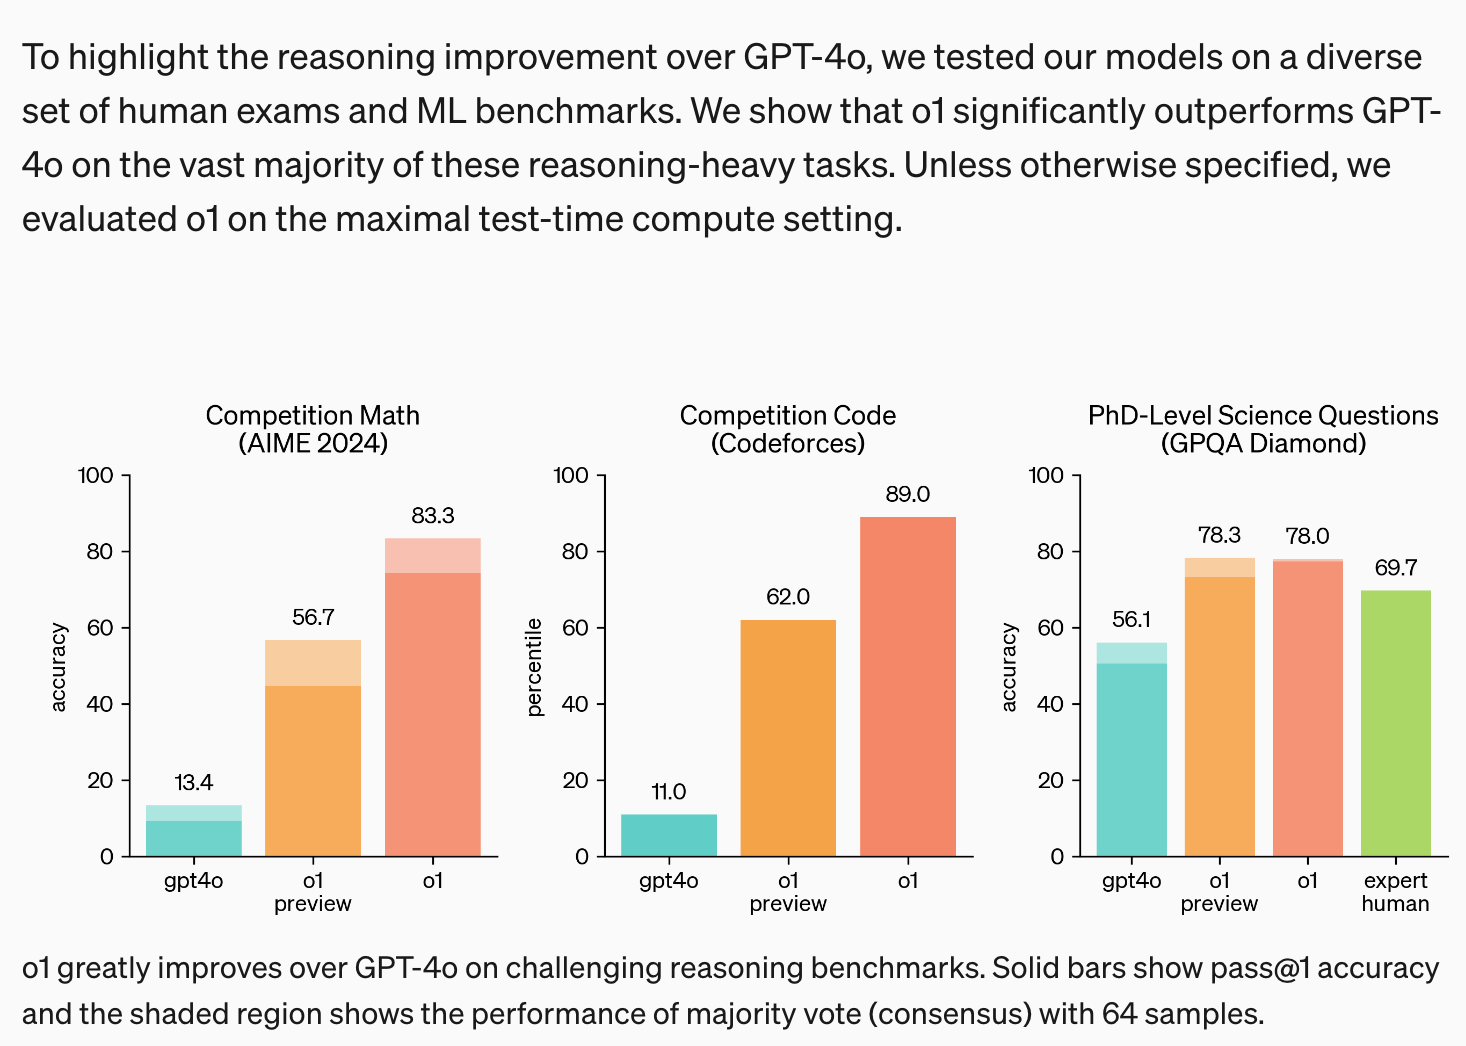 To highlight the reasoning improvement over GPT-4o, we tested our models on a diverse
set of human exams and ML benchmarks. We show that o1 significantly outperforms GPT-
4o on the vast majority of these reasoning-heavy tasks. Unless otherwise specified, we
evaluated o1 on the maximal test-time compute setting.
Competition Math
(AIME 2024)
100
80
60
40
20
0
accuracy
13.4
56.7
83.3
gpt4o
o1
preview
o1
Competition Code
(Codeforces)
100
80
60
40
20
0
percentile
11.0
62.0
89.0
gpt4o
o1
preview
o1
PhD-Level Science Questions
(GPQA Diamond)
100
80
60
40
20
0
accuracy
56.1
78.3
78.0
69.7
gpt4o
o1
preview
o1
expert
human
o1 greatly improves over GPT-4o on challenging reasoning benchmarks. Solid bars show pass@1 accuracy
and the shaded region shows the performance of majority vote (consensus) with 64 samples.